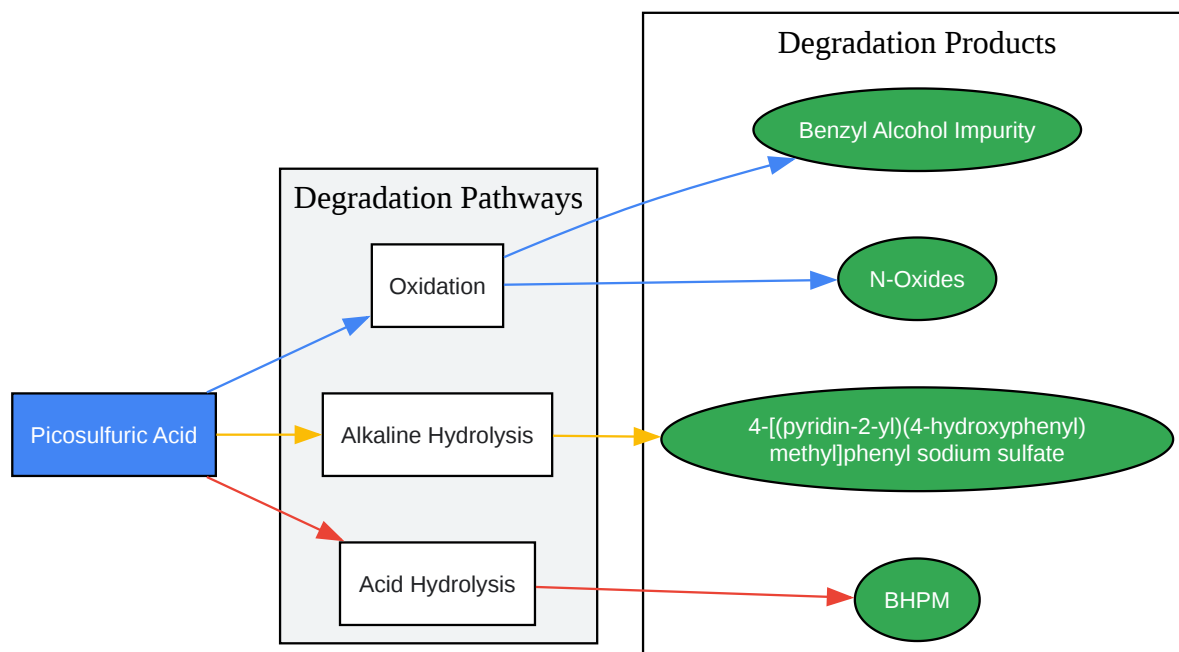 Degradation Products
Benzyl Alcohol Impurity
Degradation Pathways
Oxidation
N-Oxides
Picosulfuric Acid
Alkaline Hydrolysis
4-[(pyridin-2-yl)(4-hydroxyphenyl)
methyl]phenyl sodium sulfate
Acid Hydrolysis
BHPM